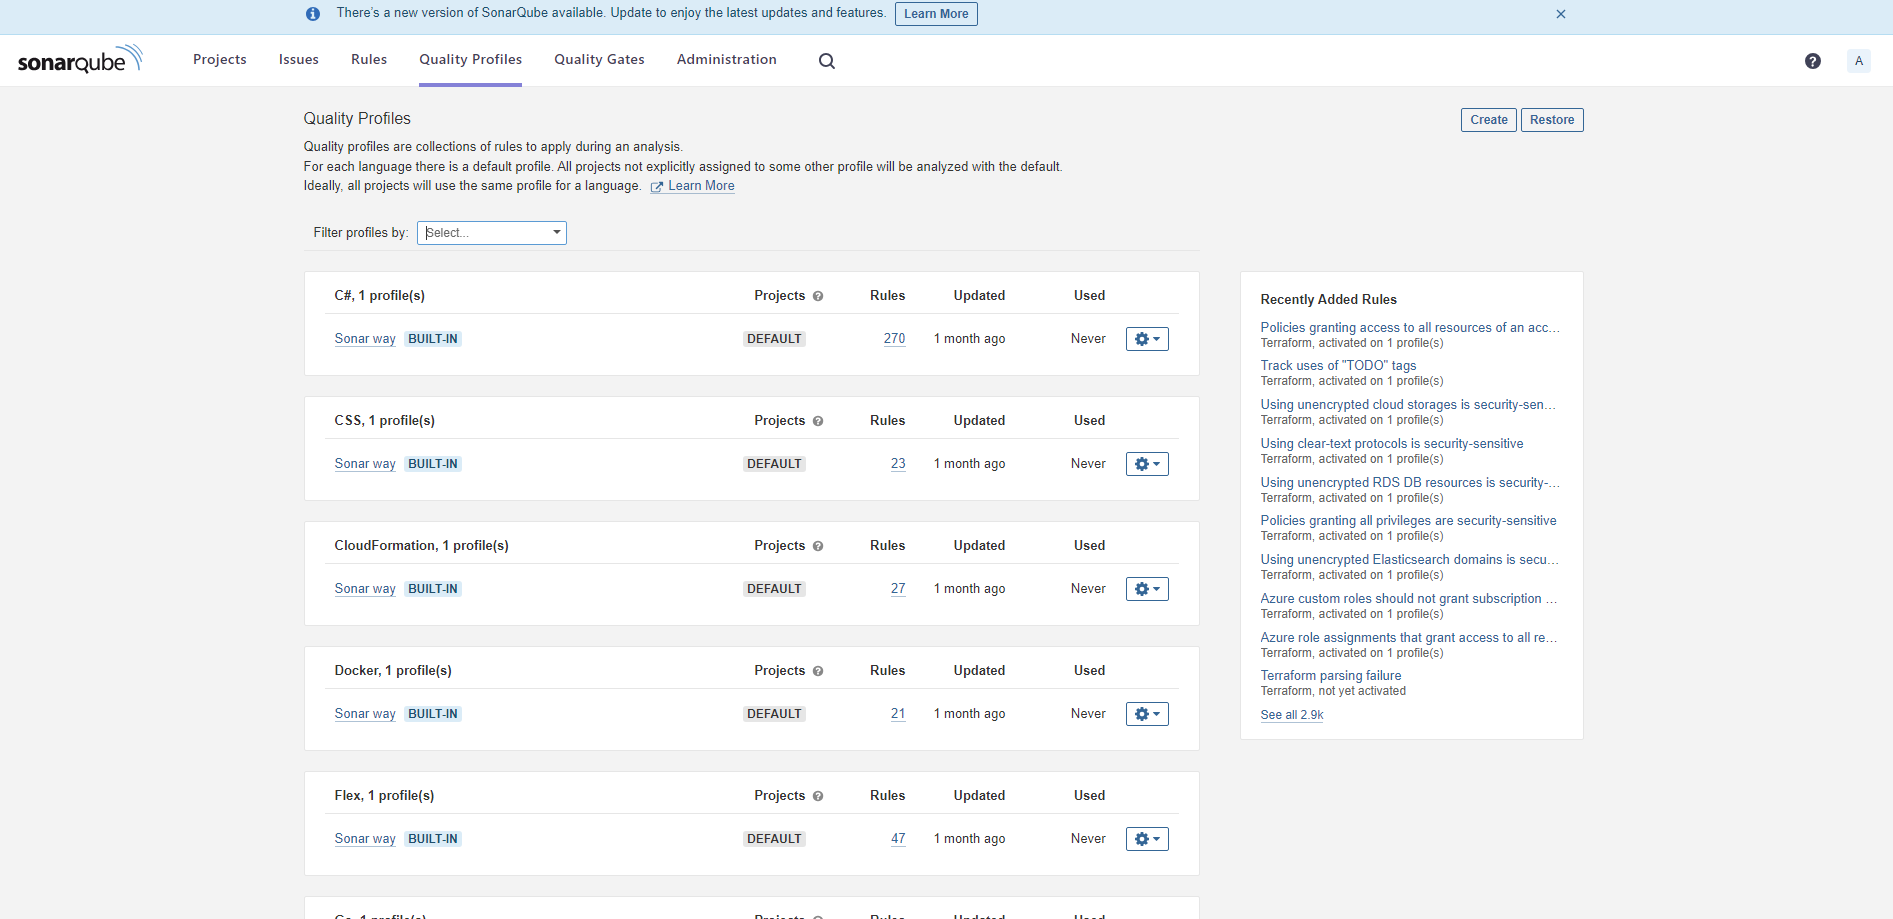 There's a new version of SonarQube available. Update to enjoy the latest updates and features. Learn More
sonarqube
Projects Issues Rules Quality Profiles Quality Gates Administration
A
Quality Profiles
Create Restore
Quality profiles are collections of rules to apply during an analysis.
For each language there is a default profile. All projects not explicitly assigned to some other profile will be analyzed with the default.
Ideally, all projects will use the same profile for a language. Learn More
Filter profiles by: Select...
C#, 1 profile(s) Projects Rules Updated Used
Sonar way BUILT-IN DEFAULT 270 1 month ago Never
CSS, 1 profile(s) Projects Rules Updated Used
Sonar way BUILT-IN DEFAULT 23 1 month ago Never
CloudFormation, 1 profile(s) Projects Rules Updated Used
Sonar way BUILT-IN DEFAULT 27 1 month ago Never
Docker, 1 profile(s) Projects Rules Updated Used
Sonar way BUILT-IN DEFAULT 21 1 month ago Never
Flex, 1 profile(s) Projects Rules Updated Used
Sonar way BUILT-IN DEFAULT 47 1 month ago Never
Go, 1 profile(s) Projects Rules Updated Used
Recently Added Rules
Policies granting access to all resources of an acc...
Terraform, activated on 1 profile(s)
Track uses of "TODO" tags
Terraform, activated on 1 profile(s)
Using unencrypted cloud storages is security-sen...
Terraform, activated on 1 profile(s)
Using clear-text protocols is security-sensitive
Terraform, activated on 1 profile(s)
Using unencrypted RDS DB resources is security-...
Terraform, activated on 1 profile(s)
Policies granting all privileges are security-sensitive
Terraform, activated on 1 profile(s)
Using unencrypted Elasticsearch domains is secu...
Terraform, activated on 1 profile(s)
Azure custom roles should not grant subscription ...
Terraform, activated on 1 profile(s)
Azure role assignments that grant access to all re...
Terraform, activated on 1 profile(s)
Terraform parsing failure
Terraform, not yet activated
See all 2.9k